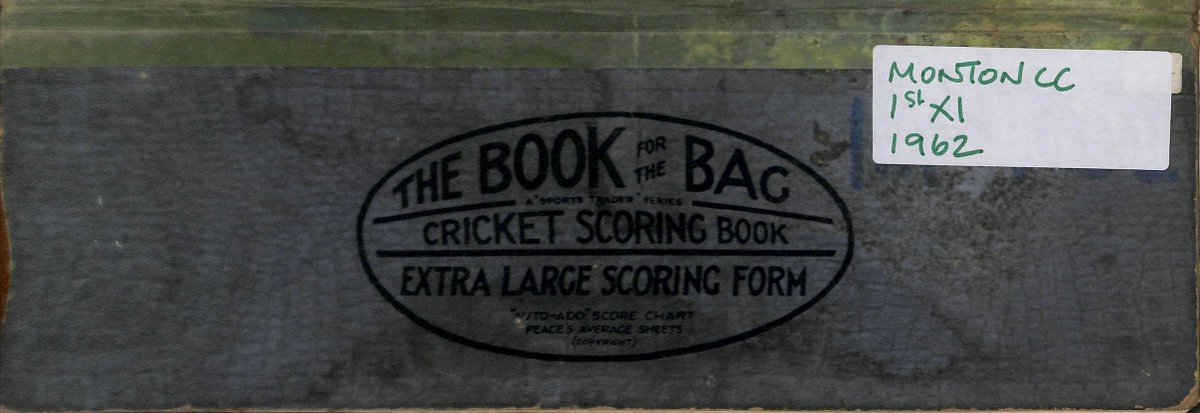 THE BOOK FOR THE BAG
A "SPORTS TRADER" SERIES
CRICKET SCORING BOOK
EXTRA LARGE SCORING FORM
"AUTO-ADD" SCORE CHART
PEACE'S AVERAGE SHEETS
(COPYRIGHT)
MONTON CC
1st XI
1962